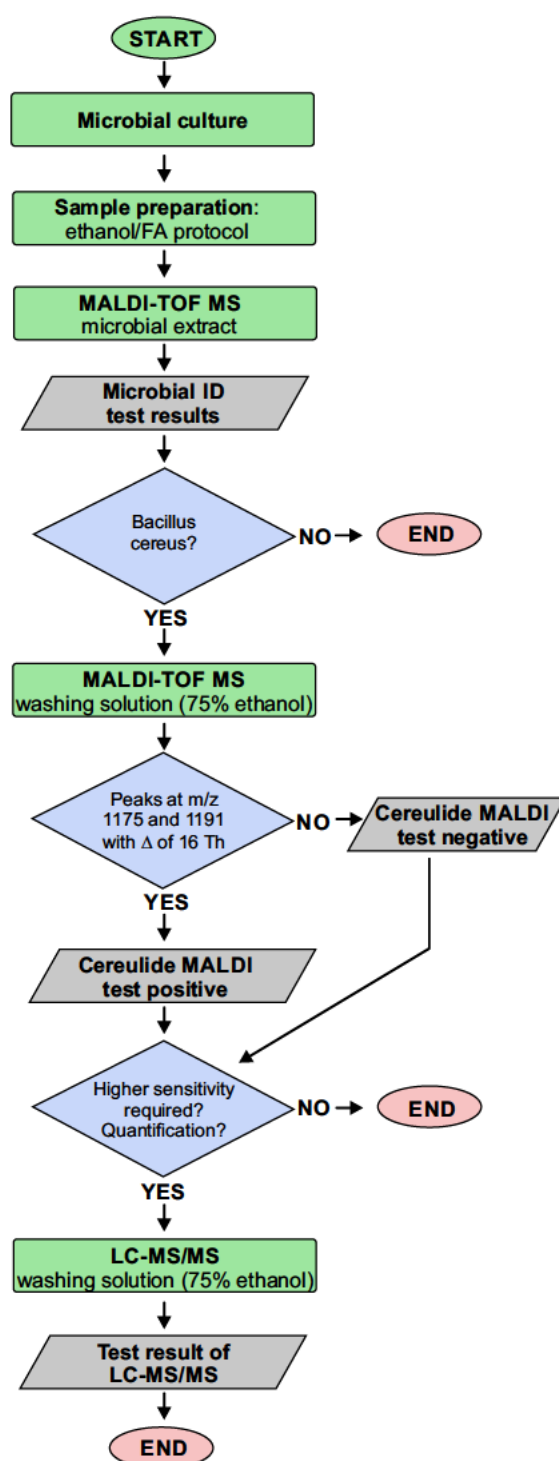 START
Microbial culture
Sample preparation:
ethanol/FA protocol
MALDI-TOF MS
microbial extract
Microbial ID
test results
Bacillus
cereus?
NO
END
YES
MALDI-TOF MS
washing solution (75% ethanol)
Peaks at m/z
1175 and 1191
with Δ of 16 Th
NO
Cereulide MALDI
test negative
YES
Cereulide MALDI
test positive
Higher sensitivity
required?
Quantification?
NO
END
YES
LC-MS/MS
washing solution (75% ethanol)
Test result of
LC-MS/MS
END